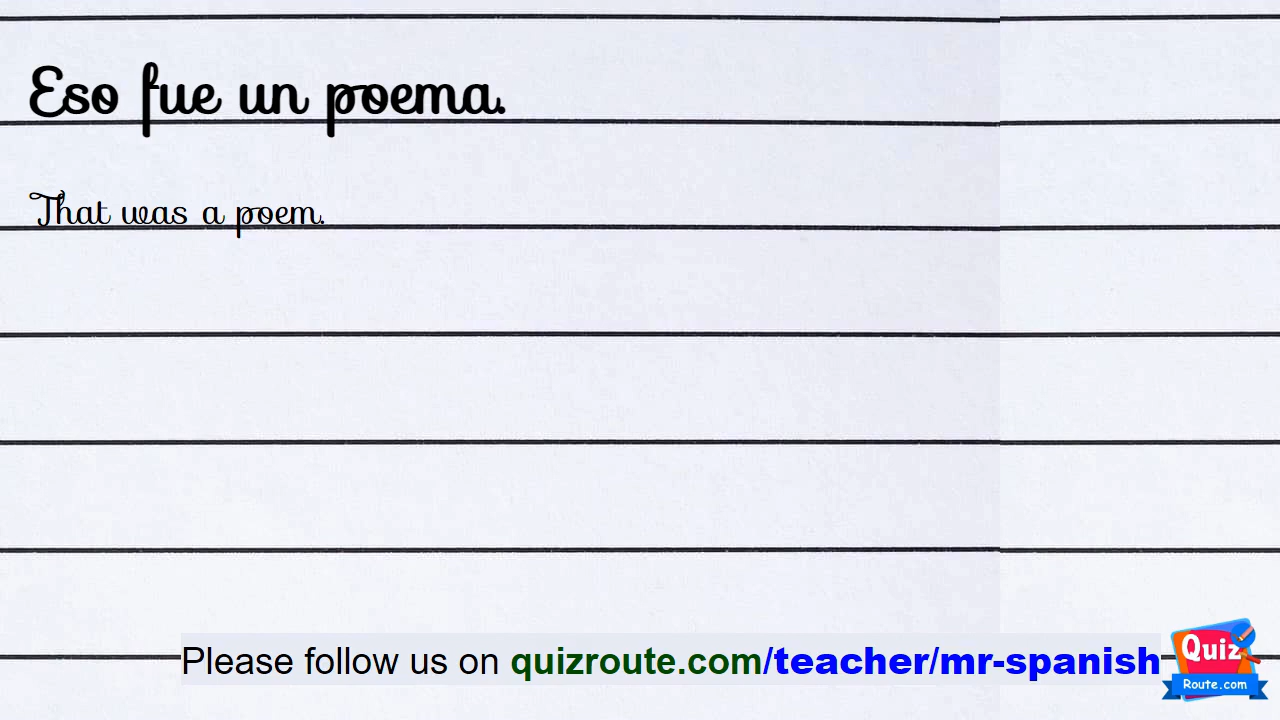 Eso fue un poema.
That was a poem.
Please follow us on quizroute.com/teacher/mr-spanish
Quiz
Route.com